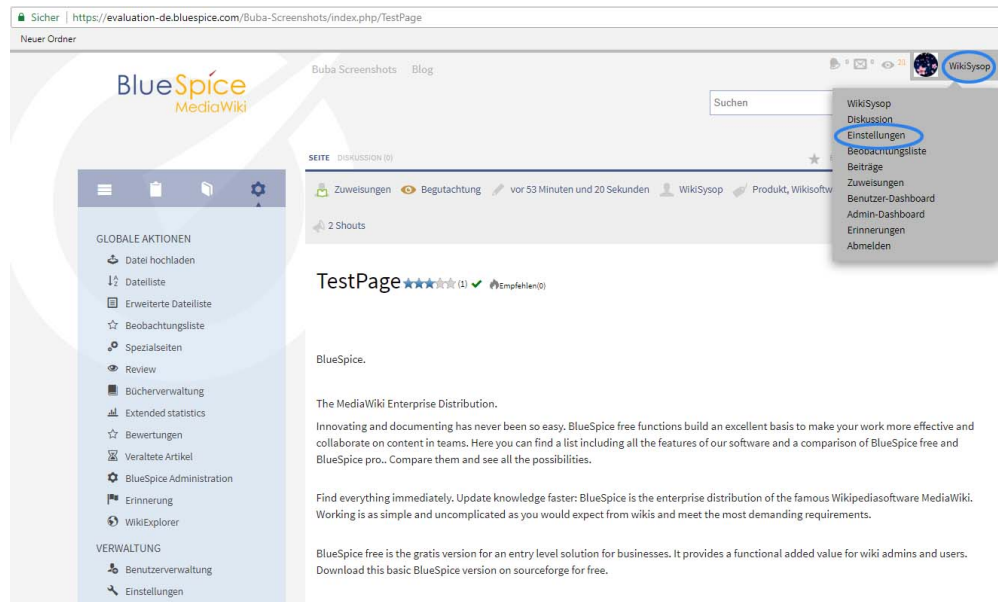 Sicher | https://evaluation-de.bluespice.com/Buba-Screenshots/index.php/TestPage
Neuer Ordner
BlueSpice
MediaWiki
Buba Screenshots Blog
0 0 21 WikiSysop
Suchen
WikiSysop
Diskussion
Einstellungen
Beobachtungsliste
Beiträge
Zuweisungen
Benutzer-Dashboard
Admin-Dashboard
Erinnerungen
Abmelden
SEITE DISKUSSION (0)
Zuweisungen Begutachtung vor 53 Minuten und 20 Sekunden WikiSysop Produkt, Wikisoftw
2 Shouts
GLOBALE AKTIONEN
Datei hochladen
Dateiliste
Erweiterte Dateiliste
Beobachtungsliste
Spezialseiten
Review
Bücherverwaltung
Extended statistics
Bewertungen
Veraltete Artikel
BlueSpice Administration
Erinnerung
WikiExplorer
VERWALTUNG
Benutzerverwaltung
Einstellungen
TestPage (1) Empfehlen(0)
BlueSpice.
The MediaWiki Enterprise Distribution.
Innovating and documenting has never been so easy. BlueSpice free functions build an excellent basis to make your work more effective and
collaborate on content in teams. Here you can find a list including all the features of our software and a comparison of BlueSpice free and
BlueSpice pro.. Compare them and see all the possibilities.
Find everything immediately. Update knowledge faster: BlueSpice is the enterprise distribution of the famous Wikipediasoftware MediaWiki.
Working is as simple and uncomplicated as you would expect from wikis and meet the most demanding requirements.
BlueSpice free is the gratis version for an entry level solution for businesses. It provides a functional added value for wiki admins and users.
Download this basic BlueSpice version on sourceforge for free.